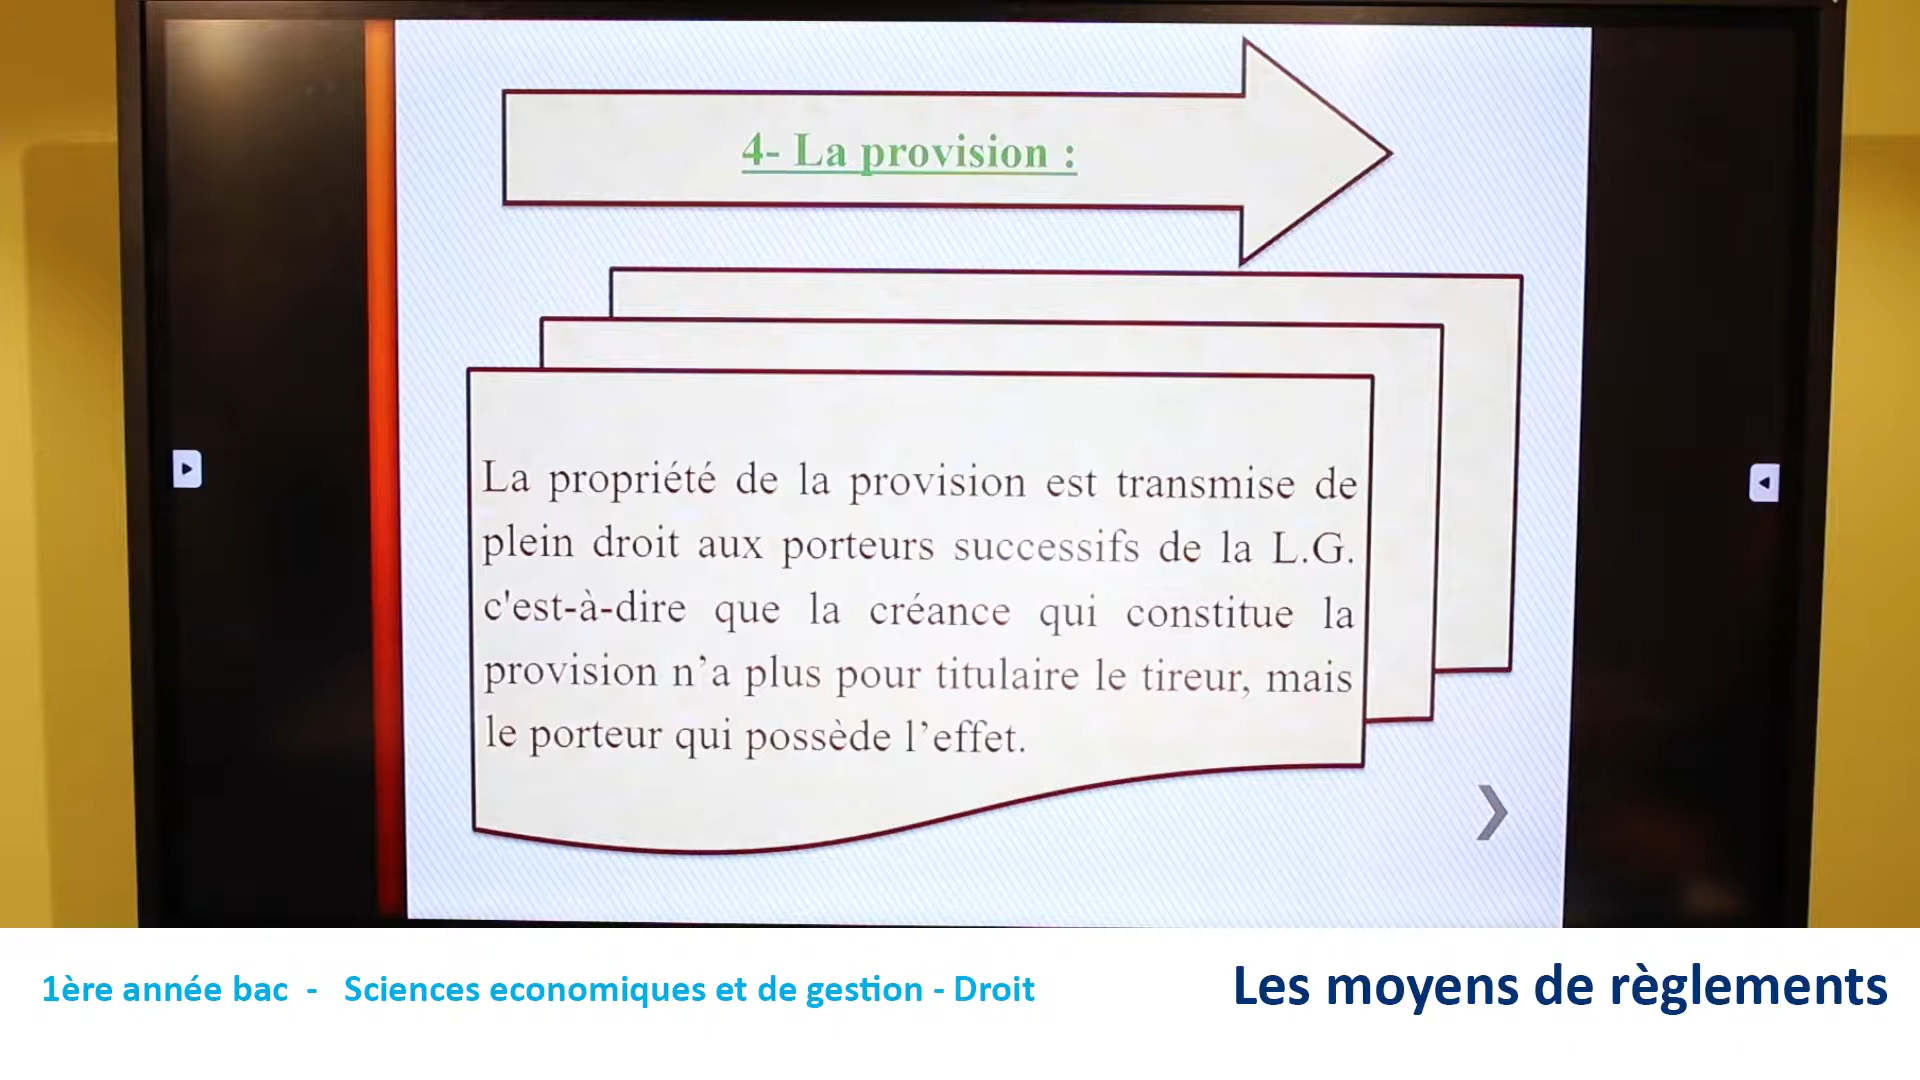 4- La provision :
La propriété de la provision est transmise de
plein droit aux porteurs successifs de la L.G.
c'est-à-dire que la créance qui constitue la
provision n’a plus pour titulaire le tireur, mais
le porteur qui possède l’effet.
1ère année bac - Sciences economiques et de gestion - Droit
Les moyens de règlements